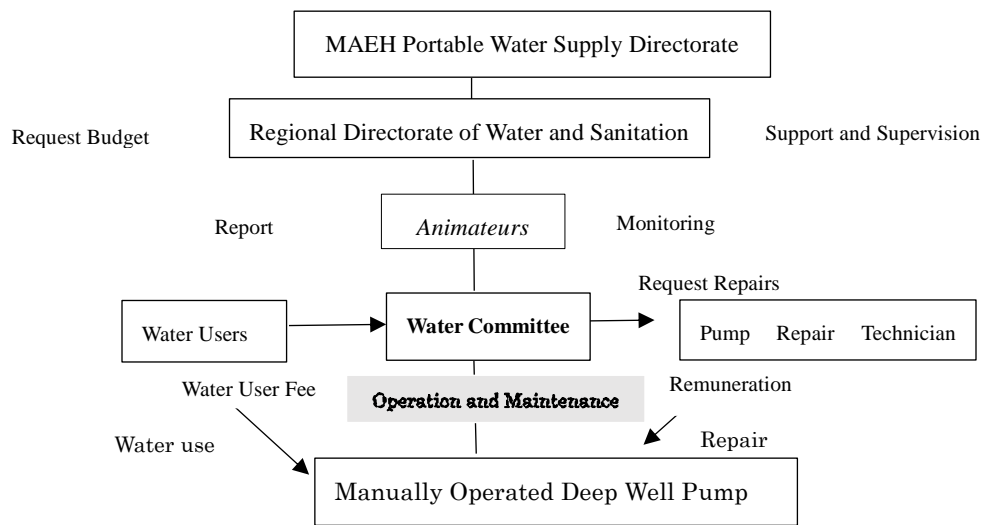 MAEH Portable Water Supply Directorate
Request Budget
Regional Directorate of Water and Sanitation
Support and Supervision
Report
Animateurs
Monitoring
Request Repairs
Water Users
Water Committee
Pump Repair Technician
Water User Fee
Operation and Maintenance
Remuneration
Water use
Repair
Manually Operated Deep Well Pump